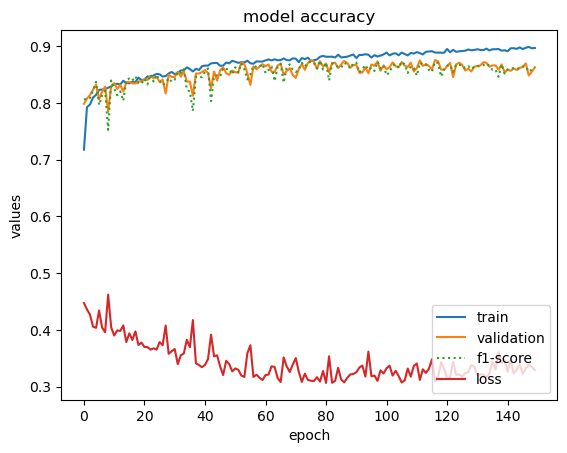 model accuracy
0.9
0.8
0.7
0.6
0.5
0.4
0.3
values
train
validation
f1-score
loss
0 20 40 60 80 100 120 140
epoch